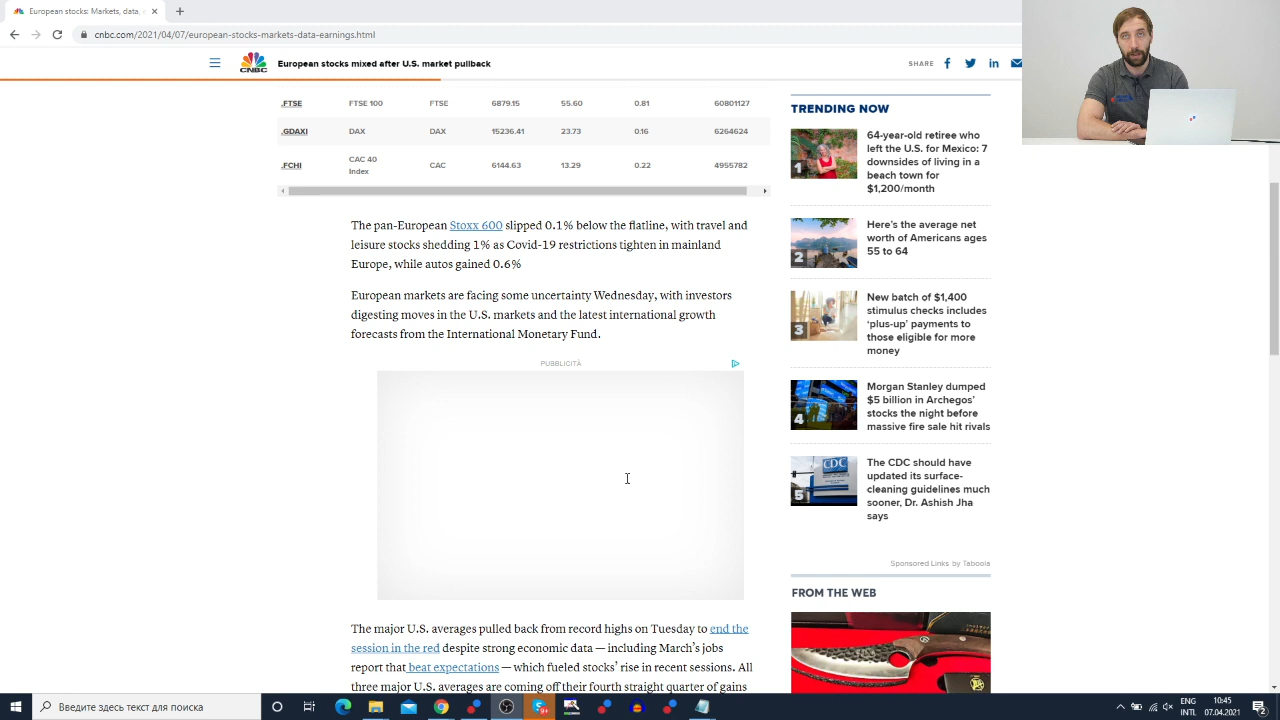 European stocks: Markets, data,
cnbc.com/2021/04/07/european-stocks-markets-data-earnings.html
CNBC
European stocks mixed after U.S. market pullback
SHARE
.FTSE FTSE 100 FTSE 6879.15 55.60 0.81 60801127
.GDAXI DAX DAX 15236.41 23.73 0.16 6264624
.FCHI CAC 40 Index CAC 6144.63 13.29 0.22 4955782
The pan-European Stoxx 600 slipped 0.1% below the flatline, with travel and
leisure stocks shedding 1% as Covid-19 restrictions tighten in mainland
Europe, while autos gained 0.6%
European markets are facing some uncertainty Wednesday, with investors
digesting moves in the U.S. markets and the latest international growth
forecasts from the International Monetary Fund.
PUBBLICITÀ
The major U.S. averages pulled back from record highs on Tuesday to end the
session in the red despite strong economic data — including March's jobs
report that beat expectations — which fueled stocks' rise in recent sessions. All
three major U.S. averages are coming off their fourth straight quarter of gains.
TRENDING NOW
1
64-year-old retiree who
left the U.S. for Mexico: 7
downsides of living in a
beach town for
$1,200/month
2
Here's the average net
worth of Americans ages
55 to 64
3
New batch of $1,400
stimulus checks includes
'plus-up' payments to
those eligible for more
money
4
Morgan Stanley dumped
$5 billion in Archegos'
stocks the night before
massive fire sale hit rivals
CDC
5
The CDC should have
updated its surface-
cleaning guidelines much
sooner, Dr. Ashish Jha
says
Sponsored Links by Taboola
FROM THE WEB
Введите здесь текст для поиска
ENG
INTL
10:45
07.04.2021
2